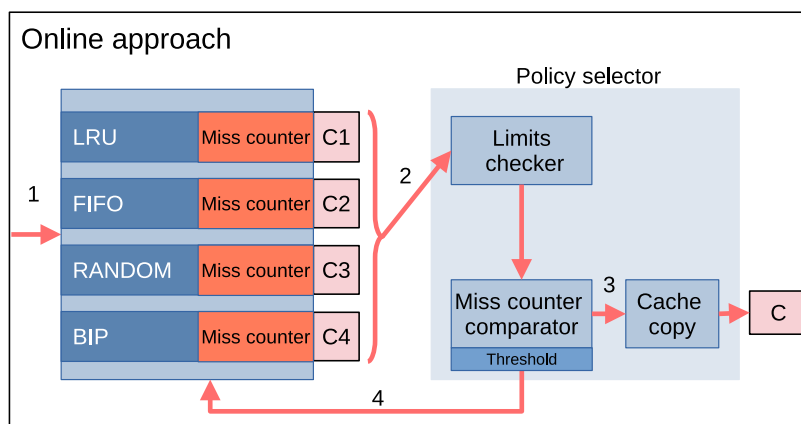 Online approach
Policy selector
1
LRU Miss counter C1
FIFO Miss counter C2
RANDOM Miss counter C3
BIP Miss counter C4
2
Limits
checker
Miss counter
comparator
Threshold
3
Cache
copy
C
4